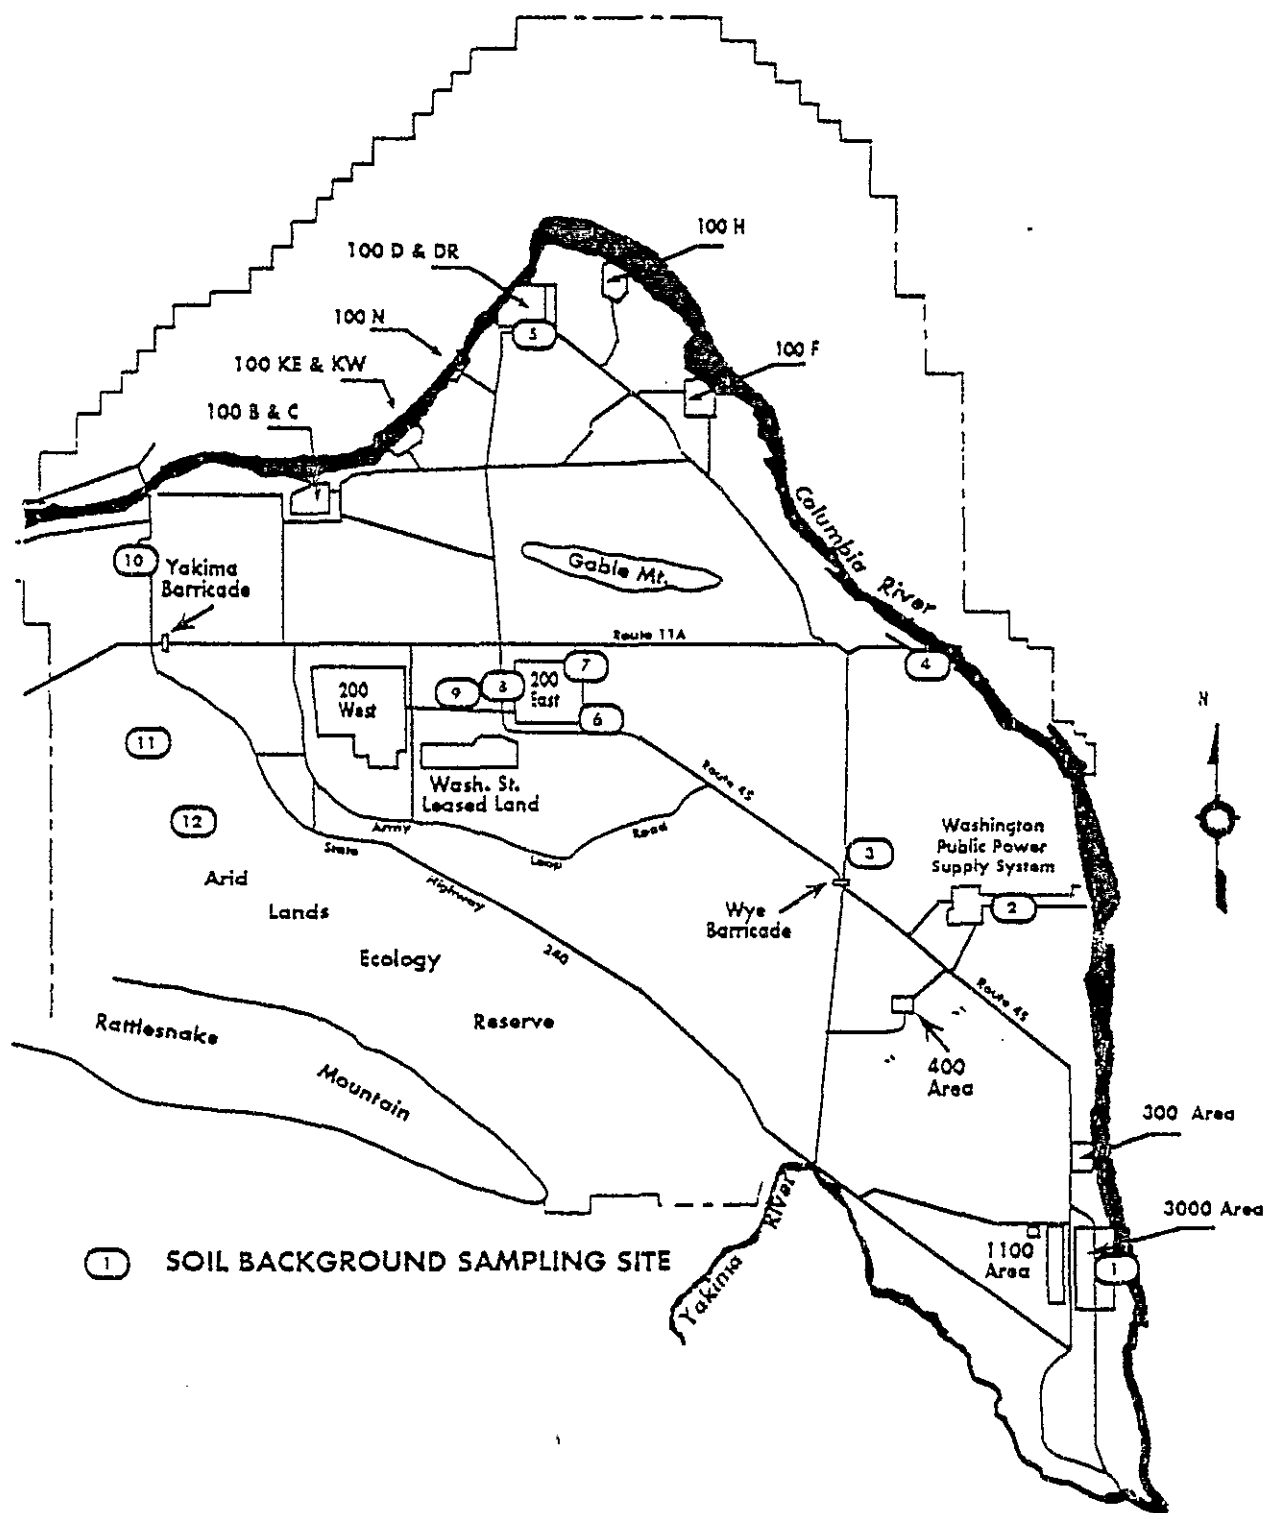 100 H
100 D & DR
100 N
100 F
100 KE & KW
100 B & C
5
Columbia River
10
Yakima
Barricade
Gable Mt.
Route 11A
4
7
200
East
8
9
200
West
6
11
Wash. St.
Leased Land
Route 4S
N
12
Army Loop Road
State Highway 240
3
Washington
Public Power
Supply System
2
Wye
Barricade
Arid
Lands
Ecology
Reserve
Route 4S
Rattlesnake
Mountain
400
Area
300 Area
3000 Area
1100
Area
1
Yakima River
1 SOIL BACKGROUND SAMPLING SITE